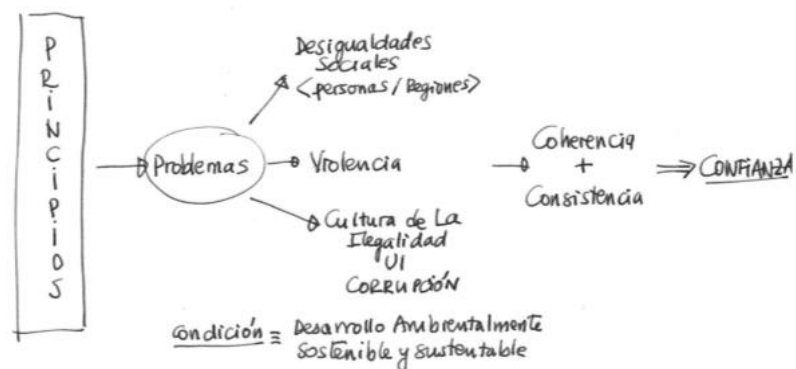 PRINCIPIOS
Problemas
Desigualdades
Sociales
<personas/Regiones>
Violencia
Cultura de La
Ilegalidad
UI
CORRUPCIÓN
Coherencia
+
Consistencia
CONFIANZA
Condición ≡ Desarrollo Ambientalmente
Sostenible y sustentable